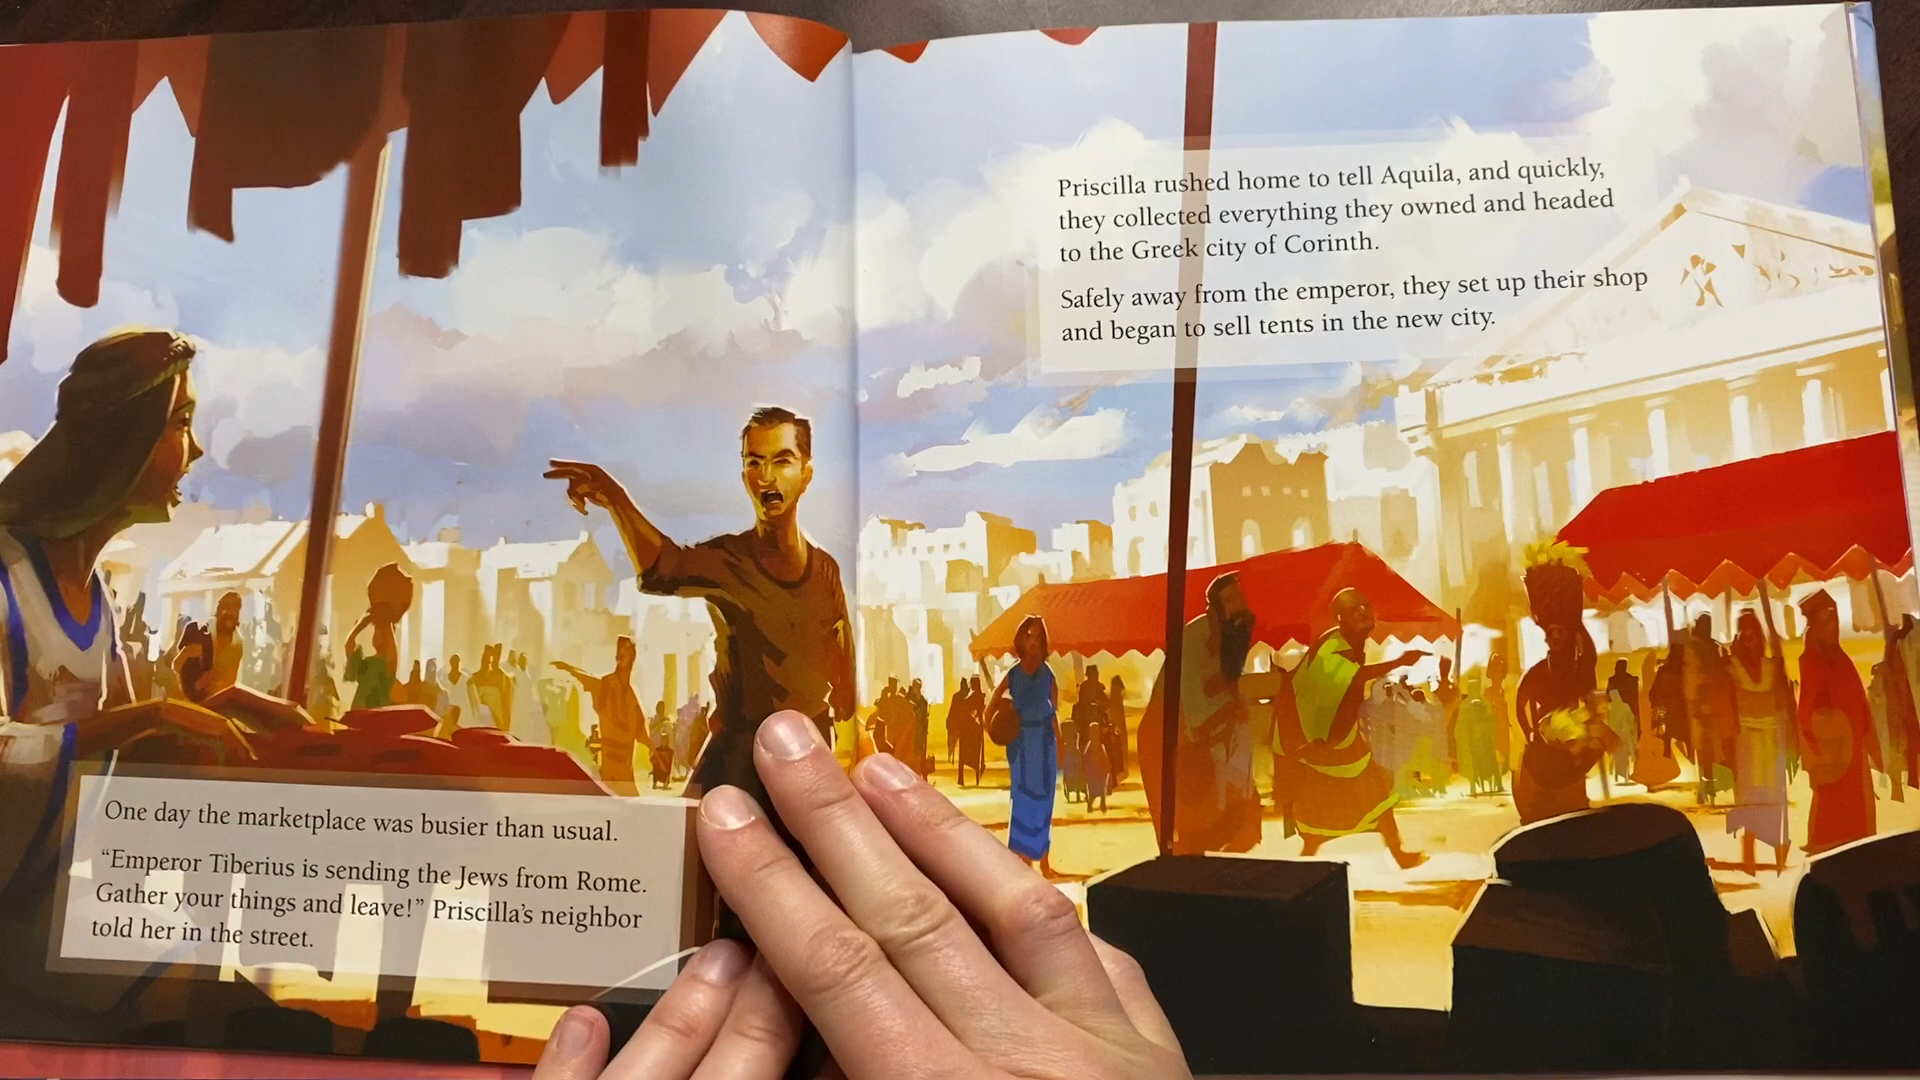 One day the marketplace was busier than usual.
“Emperor Tiberius is sending the Jews from Rome.
Gather your things and leave!” Priscilla’s neighbor
told her in the street.
Priscilla rushed home to tell Aquila, and quickly,
they collected everything they owned and headed
to the Greek city of Corinth.
Safely away from the emperor, they set up their shop
and began to sell tents in the new city.